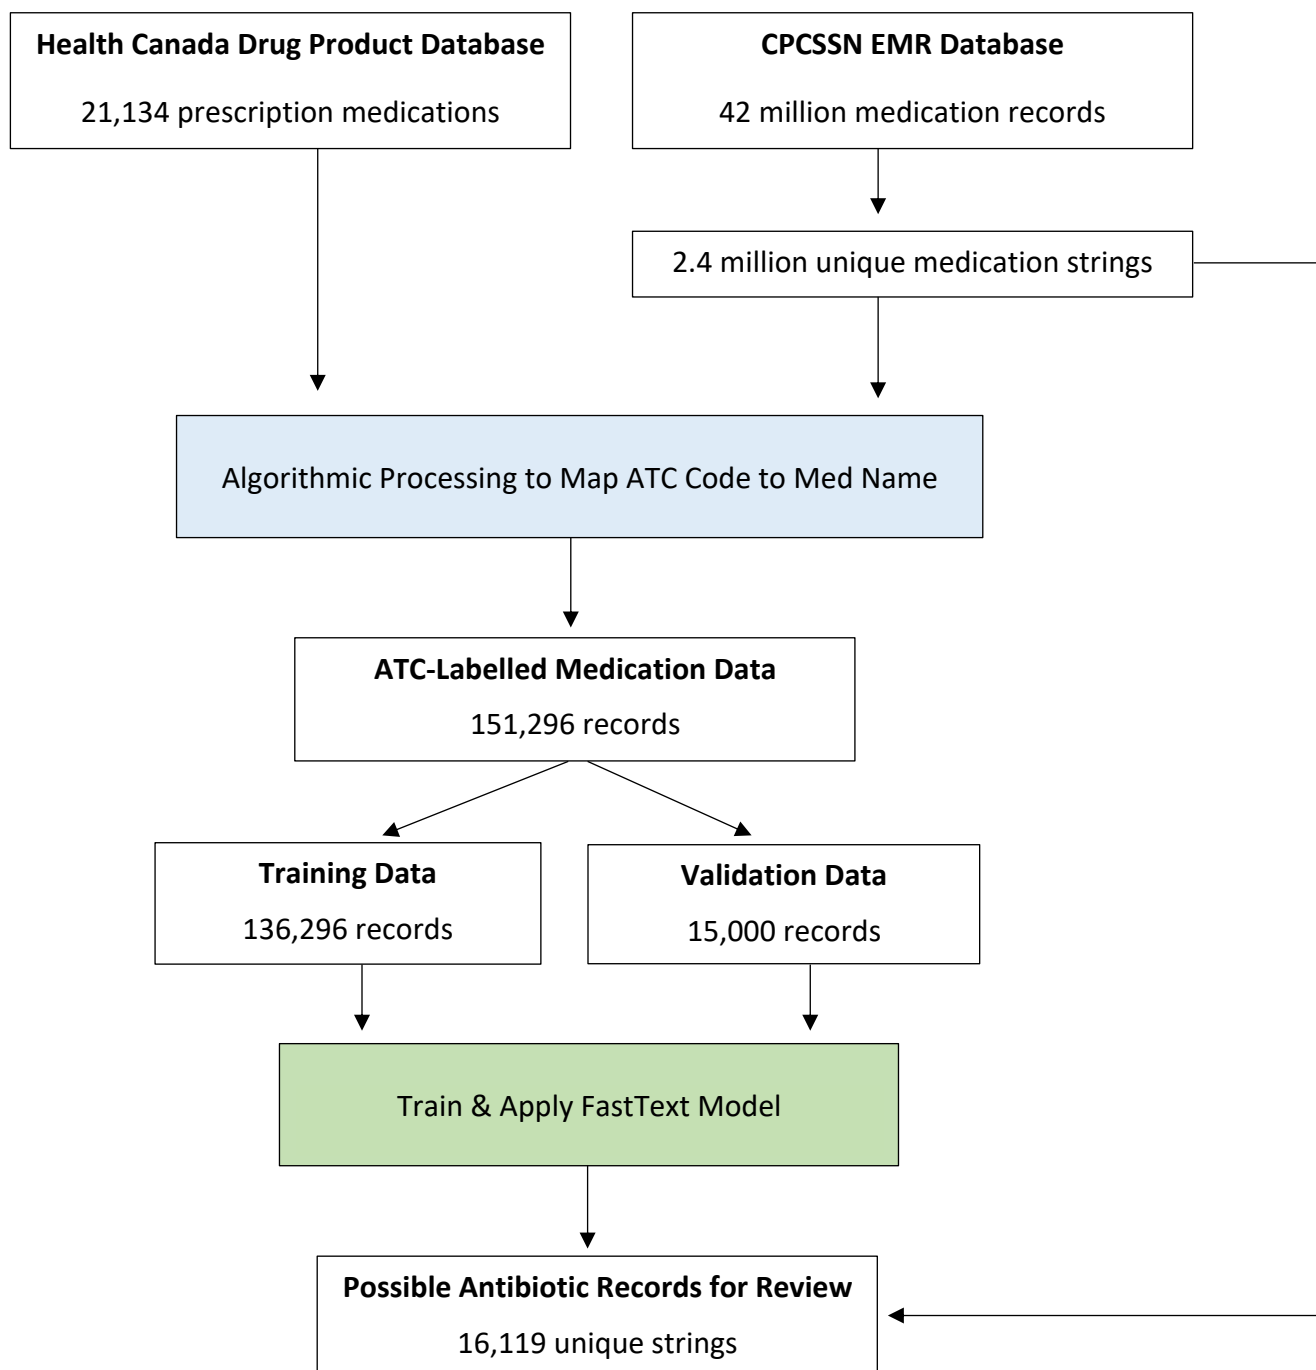 Health Canada Drug Product Database
21,134 prescription medications
CPCSSN EMR Database
42 million medication records
2.4 million unique medication strings
Algorithmic Processing to Map ATC Code to Med Name
ATC-Labelled Medication Data
151,296 records
Training Data
136,296 records
Validation Data
15,000 records
Train & Apply FastText Model
Possible Antibiotic Records for Review
16,119 unique strings